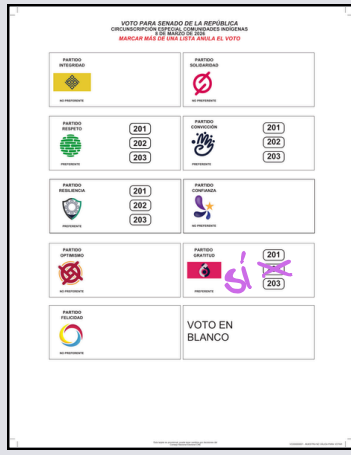 VOTO PARA SENADO DE LA REPÚBLICA
CIRCUNSCRIPCIÓN ESPECIAL COMUNIDADES INDÍGENAS
8 DE MARZO DE 2026
MARCAR MÁS DE UNA LISTA ANULA EL VOTO
PARTIDO
INTEGRIDAD
NO PREFERENTE
PARTIDO
SOLIDARIDAD
NO PREFERENTE
PARTIDO
RESPETO
201
202
203
PREFERENTE
PARTIDO
CONVICCIÓN
201
202
203
PREFERENTE
PARTIDO
RESILIENCIA
201
202
203
PREFERENTE
PARTIDO
CONFIANZA
NO PREFERENTE
PARTIDO
OPTIMISMO
NO PREFERENTE
PARTIDO
GRATITUD
SÍ
201
203
PREFERENTE
PARTIDO
FELICIDAD
NO PREFERENTE
VOTO EN
BLANCO